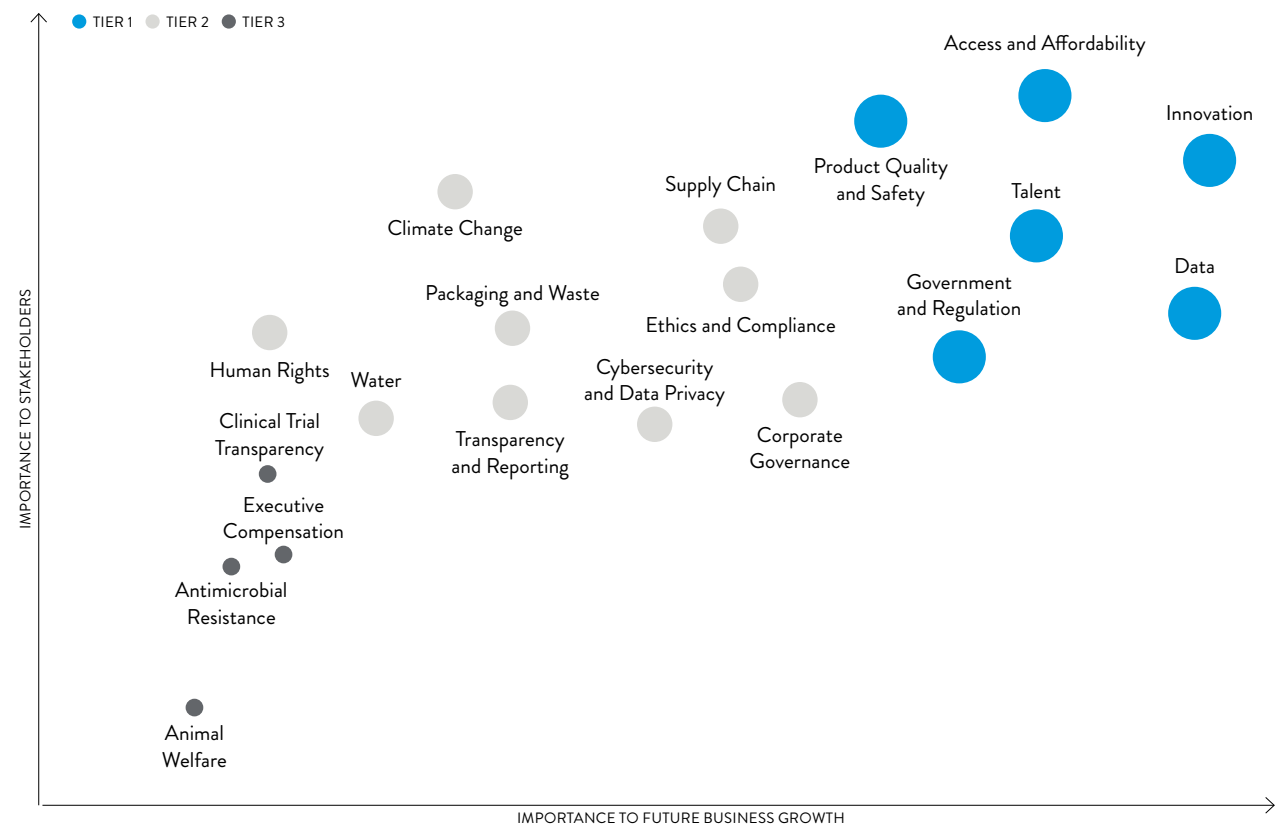 TIER 1 TIER 2 TIER 3
Access and Affordability
Innovation
Product Quality
and Safety
Supply Chain
Talent
Climate Change
Data
Government
and Regulation
Packaging and Waste
Ethics and Compliance
Human Rights
Water
Cybersecurity
and Data Privacy
Clinical Trial
Transparency
Transparency
and Reporting
Corporate
Governance
Executive
Compensation
Antimicrobial
Resistance
Animal
Welfare
IMPORTANCE TO STAKEHOLDERS
IMPORTANCE TO FUTURE BUSINESS GROWTH